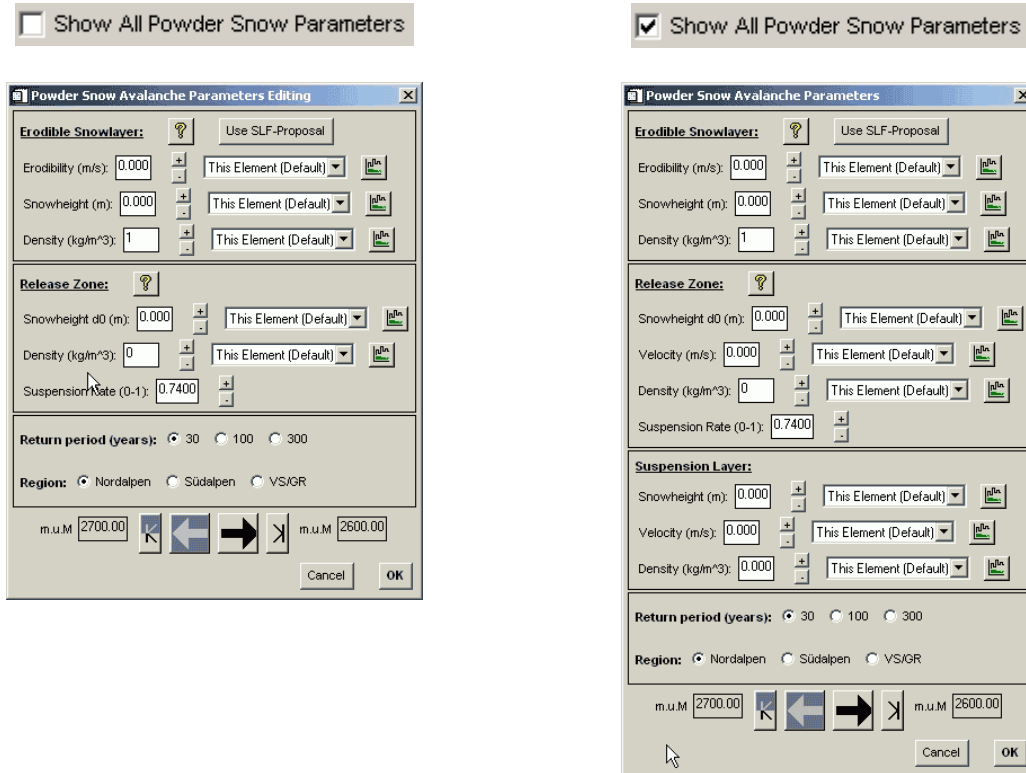 Show All Powder Snow Parameters
Powder Snow Avalanche Parameters Editing
Erodible Snowlayer: ? Use SLF-Proposal
Erodibility (m/s): 0.000 + - This Element (Default)
Snowheight (m): 0.000 + - This Element (Default)
Density (kg/m^3): 1 + - This Element (Default)
Release Zone: ?
Snowheight d0 (m): 0.000 + - This Element (Default)
Density (kg/m^3): 0 + - This Element (Default)
Suspension Rate (0-1): 0.7400 + -
Return period (years): 30 100 300
Region: Nordalpen Südalpen VS/GR
m.u.M 2700.00 K m.u.M 2600.00
Cancel OK
Show All Powder Snow Parameters
Powder Snow Avalanche Parameters
Erodible Snowlayer: ? Use SLF-Proposal
Erodibility (m/s): 0.000 + - This Element (Default)
Snowheight (m): 0.000 + - This Element (Default)
Density (kg/m^3): 1 + - This Element (Default)
Release Zone: ?
Snowheight d0 (m): 0.000 + - This Element (Default)
Velocity (m/s): 0.000 + - This Element (Default)
Density (kg/m^3): 0 + - This Element (Default)
Suspension Rate (0-1): 0.7400 + -
Suspension Layer:
Snowheight (m): 0.000 + - This Element (Default)
Velocity (m/s): 0.000 + - This Element (Default)
Density (kg/m^3): 0.000 + - This Element (Default)
Return period (years): 30 100 300
Region: Nordalpen Südalpen VS/GR
m.u.M 2700.00 K m.u.M 2600.00
Cancel OK